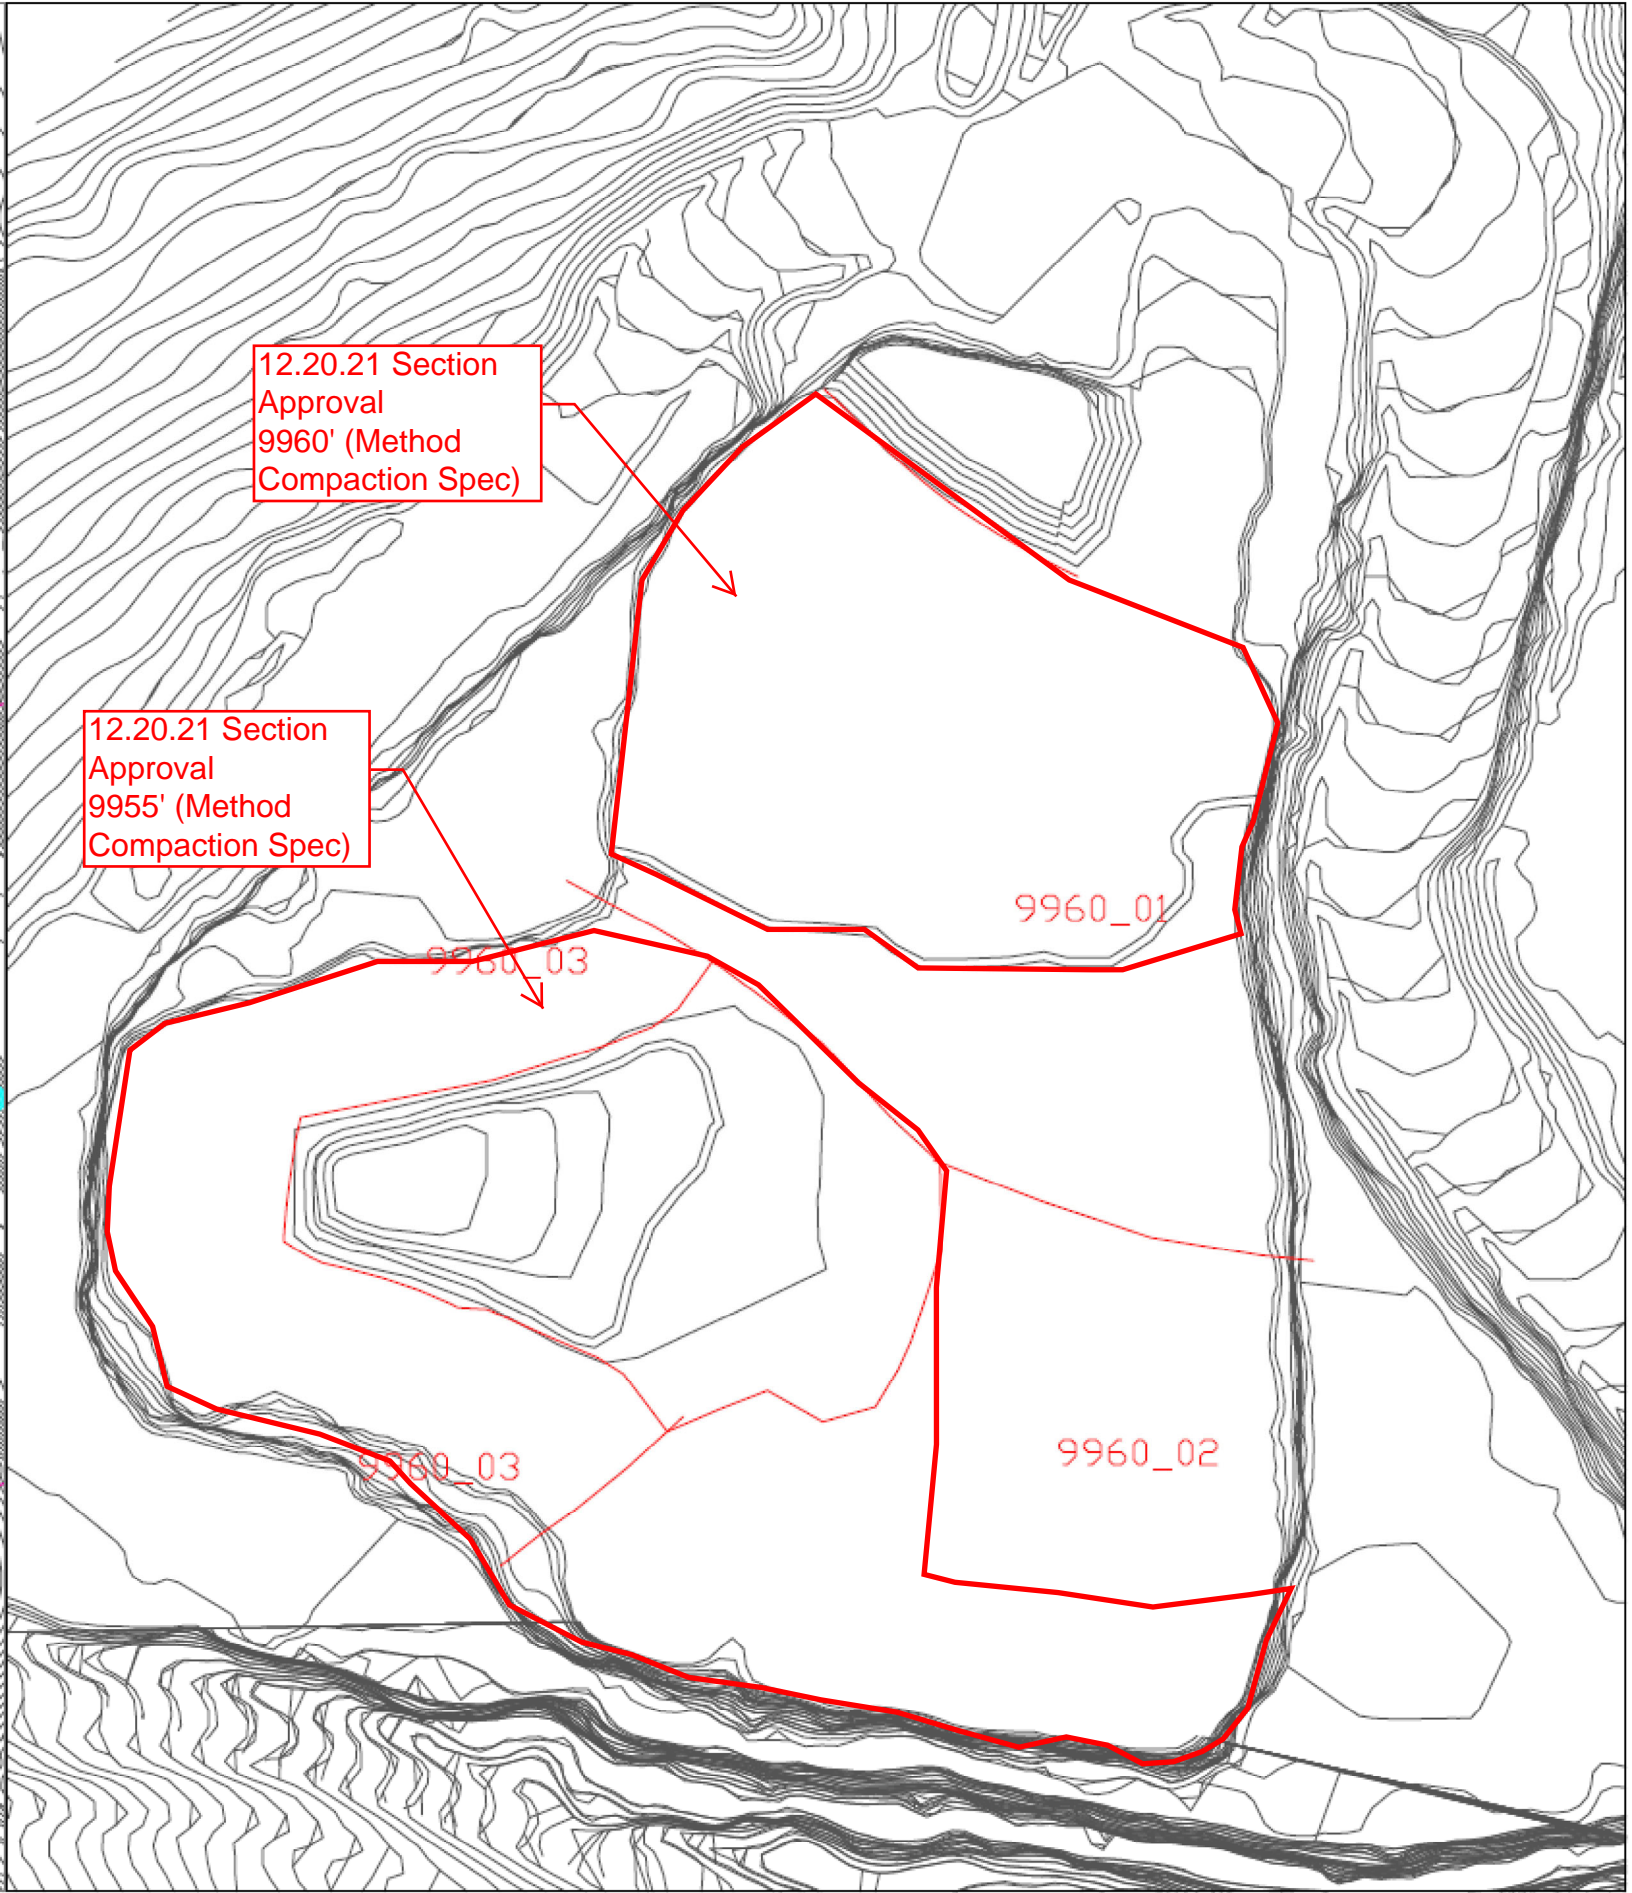 12.20.21 Section
Approval
9960' (Method
Compaction Spec)
12.20.21 Section
Approval
9955' (Method
Compaction Spec)
9960_01
9960_03
9960_02
9960_03